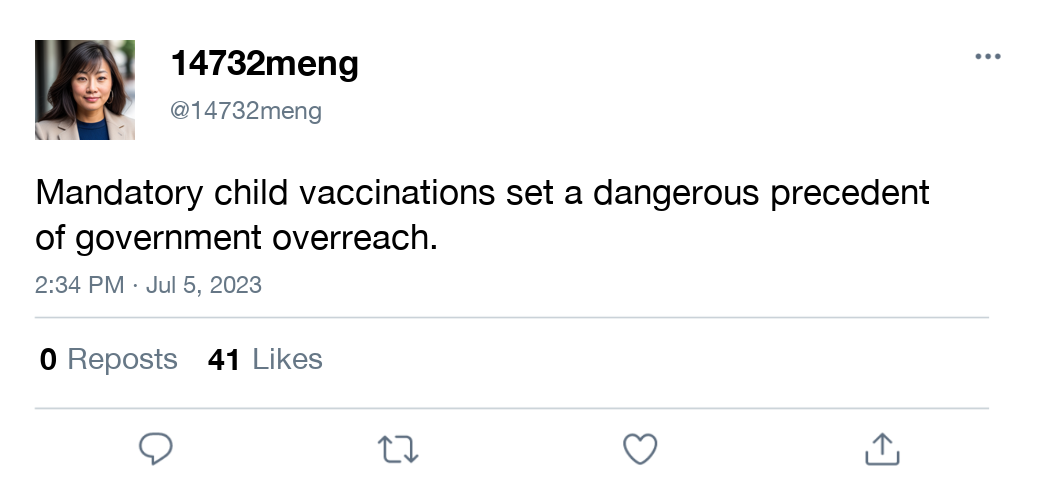 14732meng
@14732meng
Mandatory child vaccinations set a dangerous precedent
of government overreach.
2:34 PM · Jul 5, 2023
0 Reposts 41 Likes